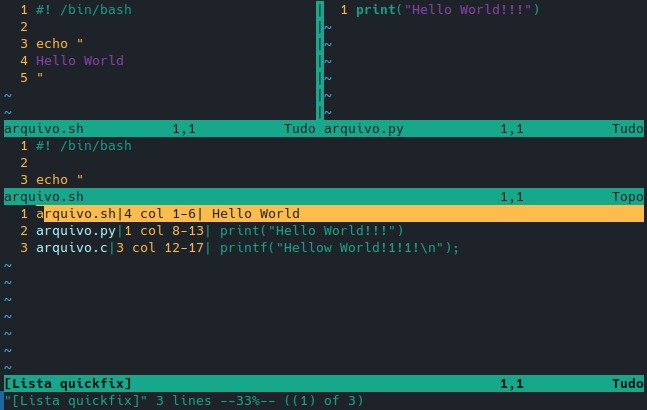 1 #! /bin/bash
2
3 echo "
4 Hello World
5 "
~
~
1 print("Hello World!!!")
~
~
~
~
~
~
arquivo.sh 1,1 Tudo arquivo.py 1,1 Tudo
1 #! /bin/bash
2
3 echo "
arquivo.sh 1,1 Topo
1 arquivo.sh|4 col 1-6| Hello World
2 arquivo.py|1 col 8-13| print("Hello World!!!")
3 arquivo.c|3 col 12-17| printf("Hellow World!1!1!\n");
~
~
~
~
~
~
~
[Lista quickfix] 1,1 Tudo
"[Lista quickfix]" 3 lines --33%-- ((1) of 3)